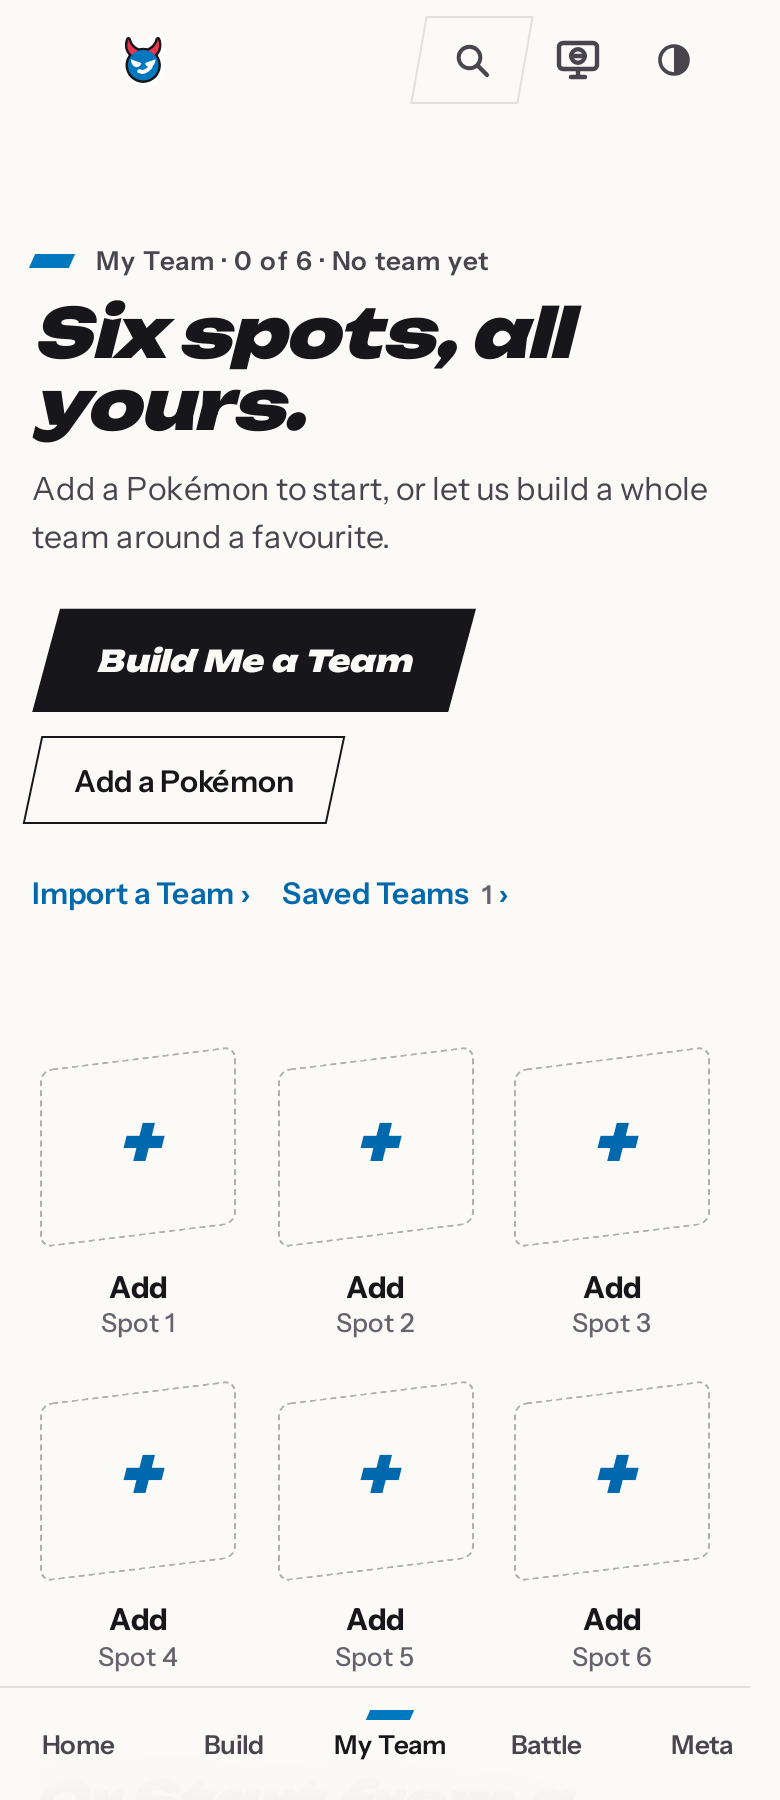 My Team · 0 of 6 · No team yet
Six spots, all
yours.
Add a Pokémon to start, or let us build a whole
team around a favourite.
Build Me a Team
Add a Pokémon
Import a Team › Saved Teams 1 ›
Add Add Add
Spot 1 Spot 2 Spot 3
Add Add Add
Spot 4 Spot 5 Spot 6
Home Build My Team Battle Meta
Or Start from a